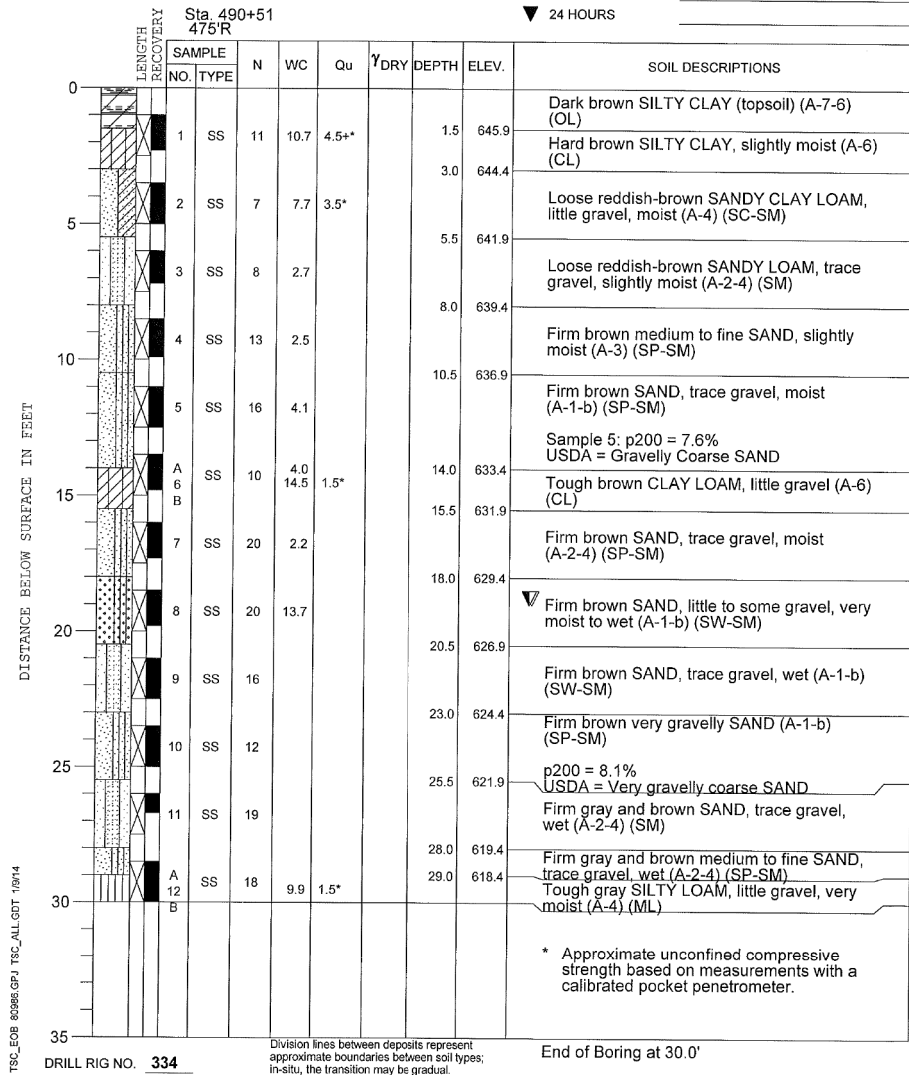 Sta. 490+51
475'R
▼ 24 HOURS
LENGTH
RECOVERY
SAMPLE
NO. TYPE
N
WC
Qu
γDRY
DEPTH
ELEV.
SOIL DESCRIPTIONS
0
Dark brown SILTY CLAY (topsoil) (A-7-6)
(OL)
1.5 645.9
1 SS 11 10.7 4.5+*
Hard brown SILTY CLAY, slightly moist (A-6)
(CL)
3.0 644.4
2 SS 7 7.7 3.5*
Loose reddish-brown SANDY CLAY LOAM,
little gravel, moist (A-4) (SC-SM)
5
5.5 641.9
3 SS 8 2.7
Loose reddish-brown SANDY LOAM, trace
gravel, slightly moist (A-2-4) (SM)
8.0 639.4
4 SS 13 2.5
Firm brown medium to fine SAND, slightly
moist (A-3) (SP-SM)
10
10.5 636.9
5 SS 16 4.1
Firm brown SAND, trace gravel, moist
(A-1-b) (SP-SM)
Sample 5: p200 = 7.6%
USDA = Gravelly Coarse SAND
14.0 633.4
A
6
B
SS 10
4.0
14.5 1.5*
Tough brown CLAY LOAM, little gravel (A-6)
(CL)
15
15.5 631.9
7 SS 20 2.2
Firm brown SAND, trace gravel, moist
(A-2-4) (SP-SM)
18.0 629.4
8 SS 20 13.7
Firm brown SAND, little to some gravel, very
moist to wet (A-1-b) (SW-SM)
20
20.5 626.9
9 SS 16
Firm brown SAND, trace gravel, wet (A-1-b)
(SW-SM)
23.0 624.4
10 SS 12
Firm brown very gravelly SAND (A-1-b)
(SP-SM)
p200 = 8.1%
USDA = Very gravelly coarse SAND
25
25.5 621.9
11 SS 19
Firm gray and brown SAND, trace gravel,
wet (A-2-4) (SM)
28.0 619.4
Firm gray and brown medium to fine SAND,
trace gravel, wet (A-2-4) (SP-SM)
29.0 618.4
A
12
B
SS 18
9.9 1.5*
Tough gray SILTY LOAM, little gravel, very
moist (A-4) (ML)
30
* Approximate unconfined compressive
strength based on measurements with a
calibrated pocket penetrometer.
35
DISTANCE BELOW SURFACE IN FEET
TSC_EOB 80986.GPJ TSC_ALL.GDT 1/9/14
DRILL RIG NO. 334
Division lines between deposits represent
approximate boundaries between soil types;
in-situ, the transition may be gradual.
End of Boring at 30.0'